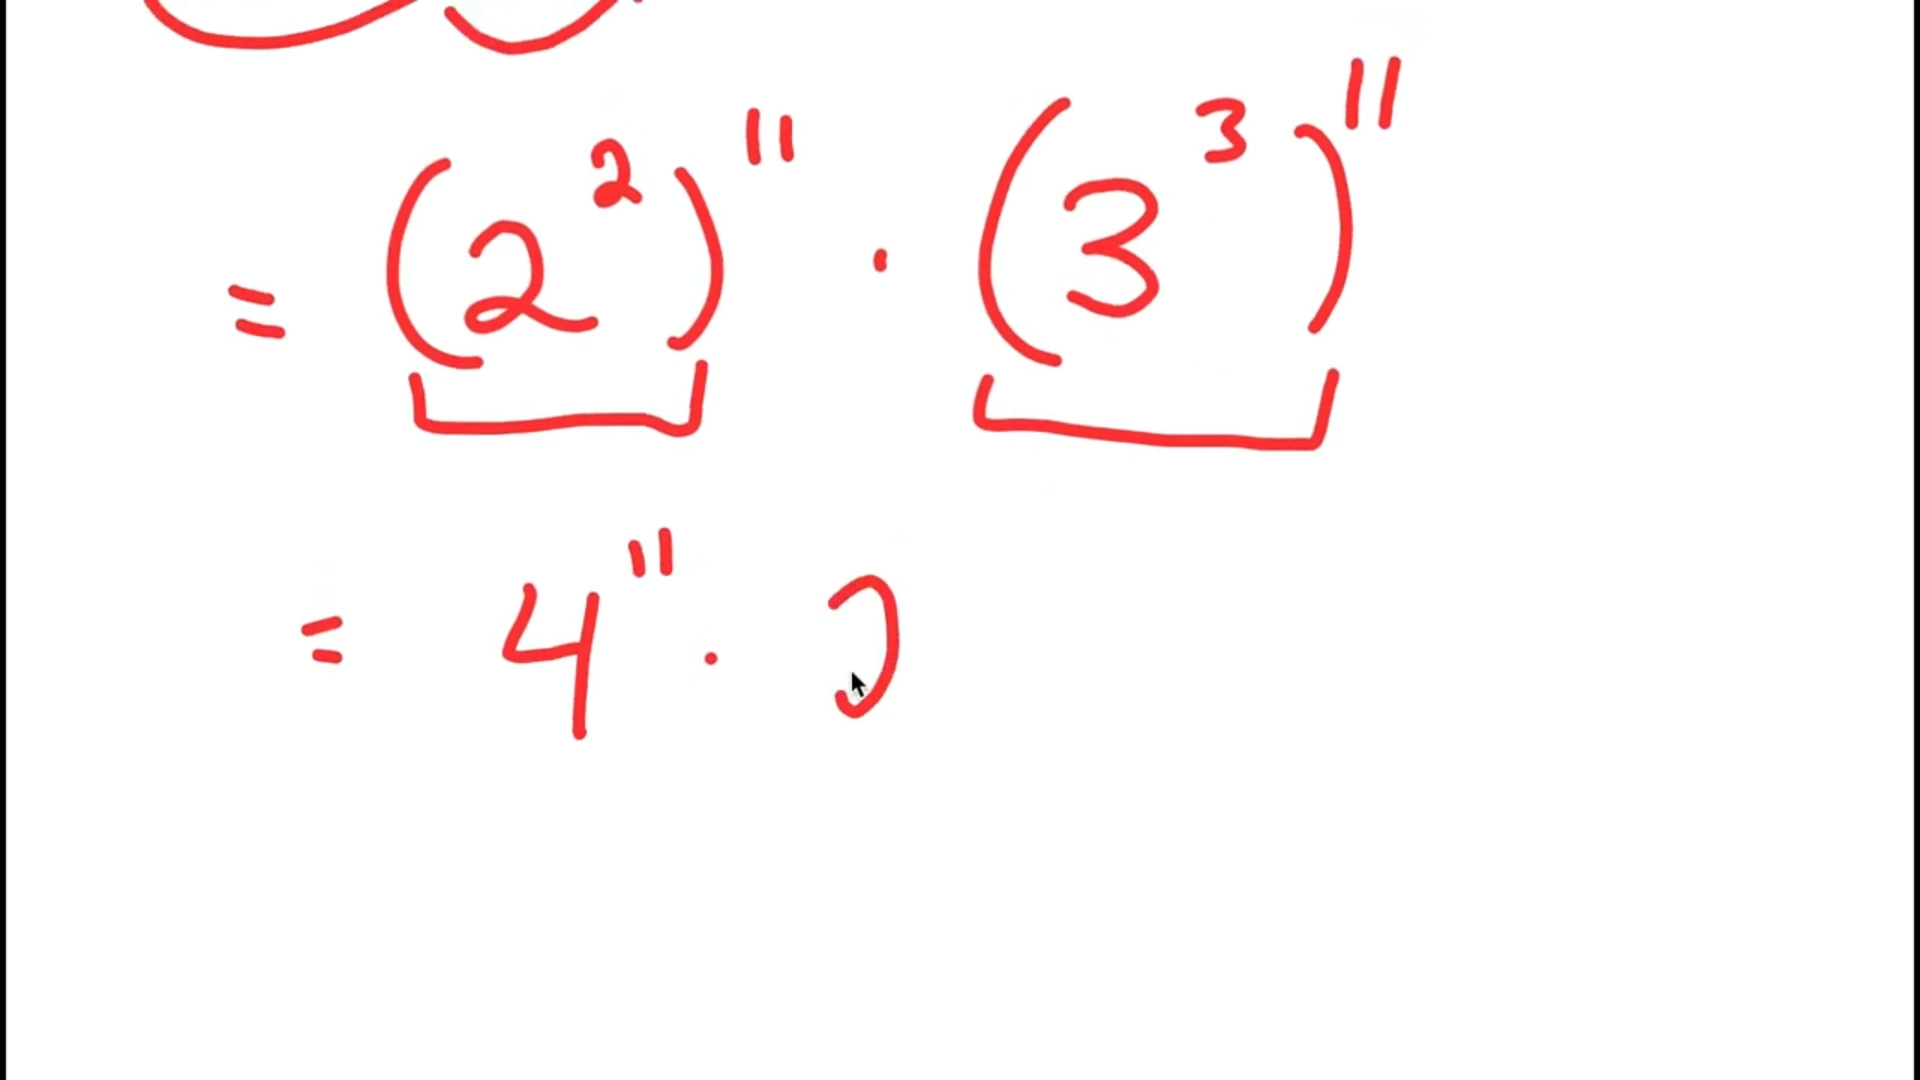 = (2²)¹¹ · (3³)¹¹
= 4¹¹ ·